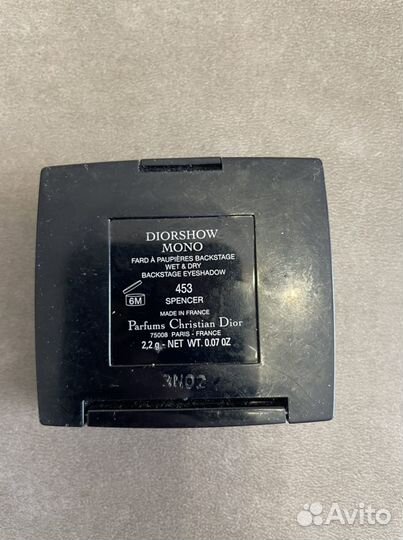 DIORSHOW
MONO
FARD À PAUPIÈRES BACKSTAGE
WET & DRY
BACKSTAGE EYESHADOW
453
6M
SPENCER
MADE IN FRANCE
Parfums Christian Dior
75008 PARIS - FRANCE
2,2 g - NET WT. 0.07 OZ
3N02
Avito